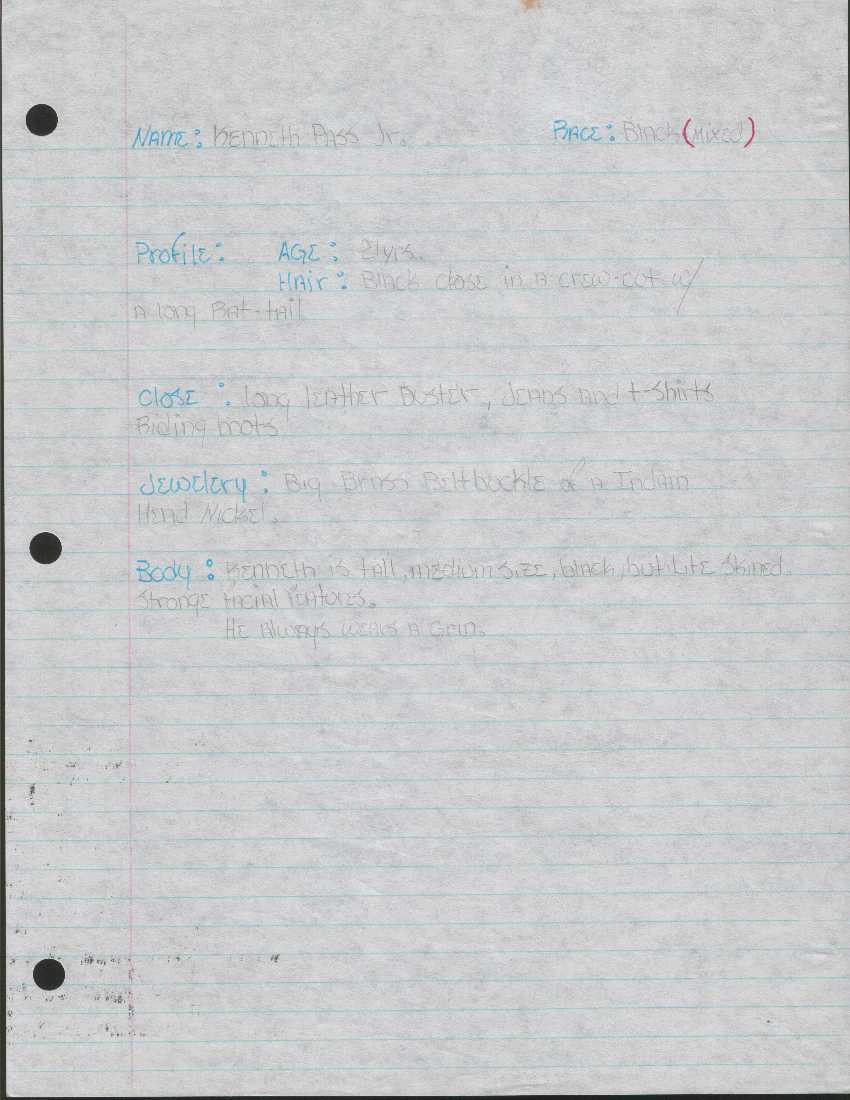 NAME: KENNETH PASS Jr. RACE: Black (mixed)
Profile: AGE: 21yrs.
HAir: Black close in A crew-cut w/
A long RAt-tAil
Close: long leather Duster, JEANS and t-shirts
Riding boots
Jewelery: Big Brass Beltbuckle of A Indain
HEAd Nickel.
Body: KENNETH is tAll, medium size, black, but lite skined.
Stronge facial features.
HE Always wears A Grin.